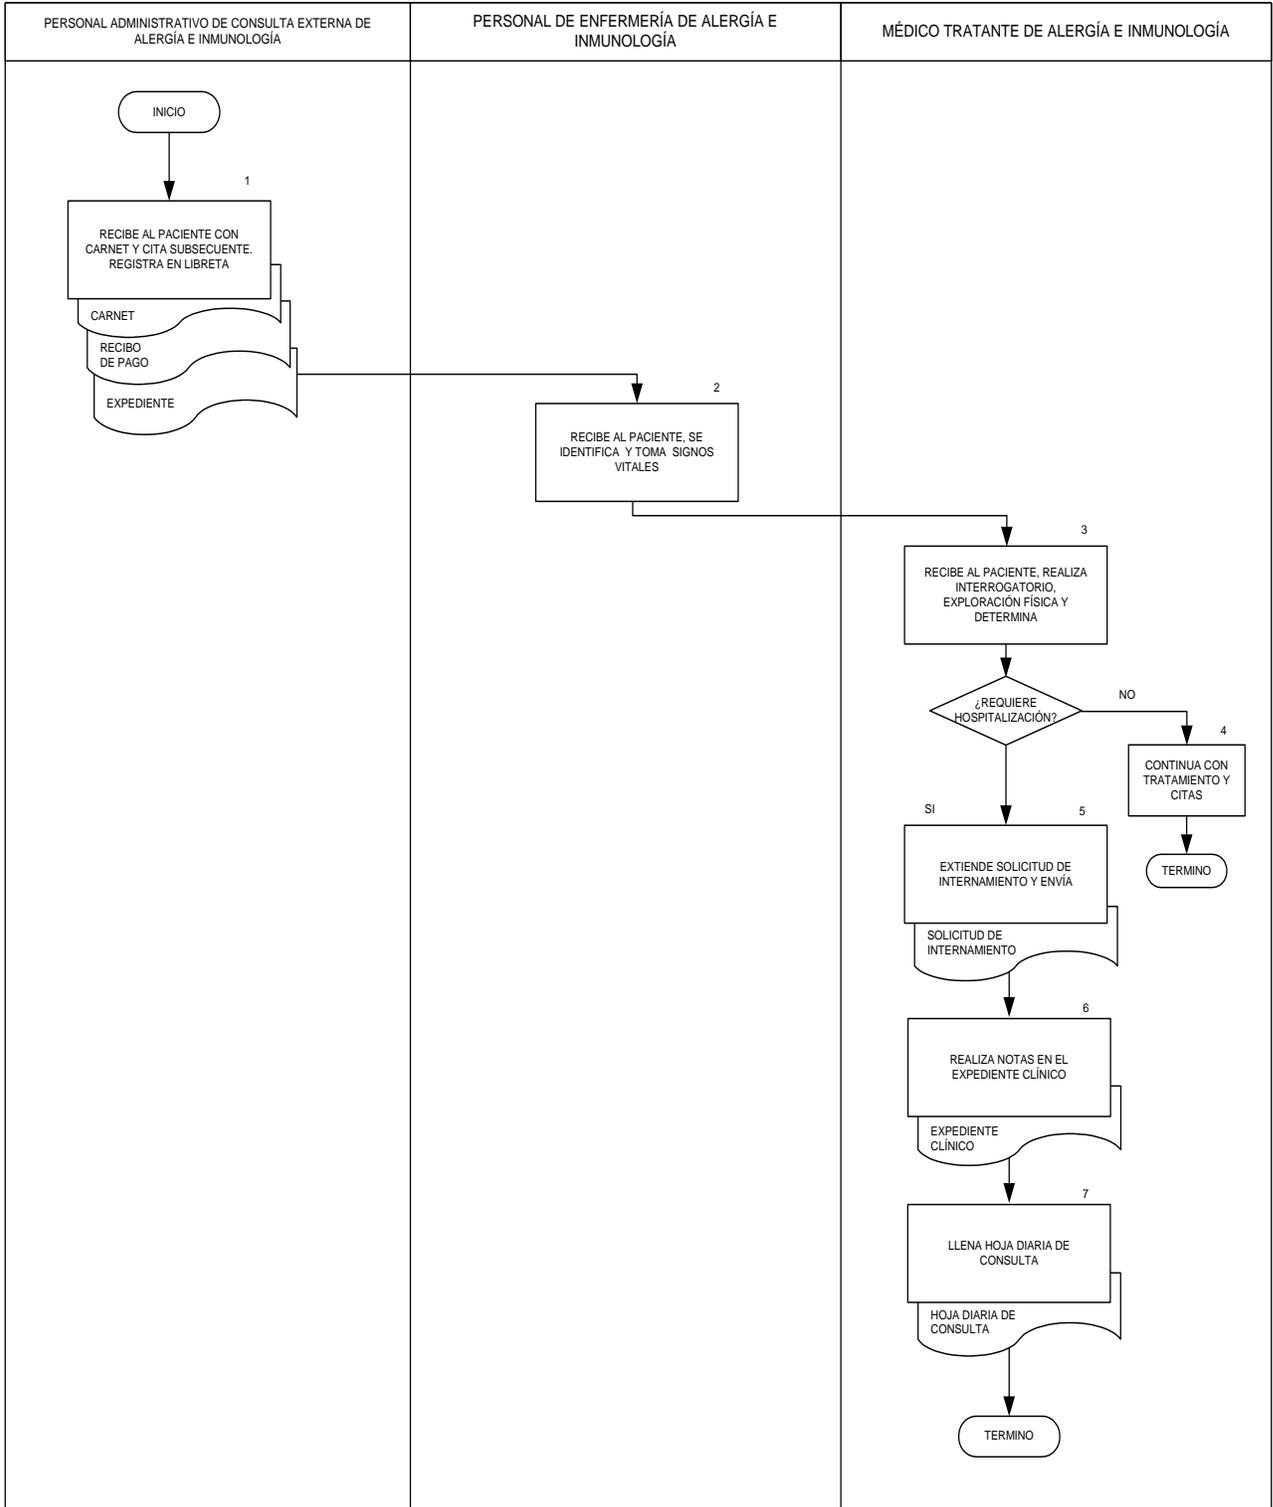 PERSONAL ADMINISTRATIVO DE CONSULTA EXTERNA DE
ALERGÍA E INMUNOLOGÍA
PERSONAL DE ENFERMERÍA DE ALERGÍA E
INMUNOLOGÍA
MÉDICO TRATANTE DE ALERGÍA E INMUNOLOGÍA
INICIO
1
RECIBE AL PACIENTE CON
CARNET Y CITA SUBSECUENTE.
REGISTRA EN LIBRETA
CARNET
RECIBO
DE PAGO
EXPEDIENTE
2
RECIBE AL PACIENTE, SE
IDENTIFICA Y TOMA SIGNOS
VITALES
3
RECIBE AL PACIENTE, REALIZA
INTERROGATORIO,
EXPLORACIÓN FÍSICA Y
DETERMINA
¿REQUIERE
HOSPITALIZACIÓN?
NO
4
CONTINUA CON
TRATAMIENTO Y
CITAS
TERMINO
SI
5
EXTIENDE SOLICITUD DE
INTERNAMIENTO Y ENVÍA
SOLICITUD DE
INTERNAMIENTO
6
REALIZA NOTAS EN EL
EXPEDIENTE CLÍNICO
EXPEDIENTE
CLÍNICO
7
LLENA HOJA DIARIA DE
CONSULTA
HOJA DIARIA DE
CONSULTA
TERMINO